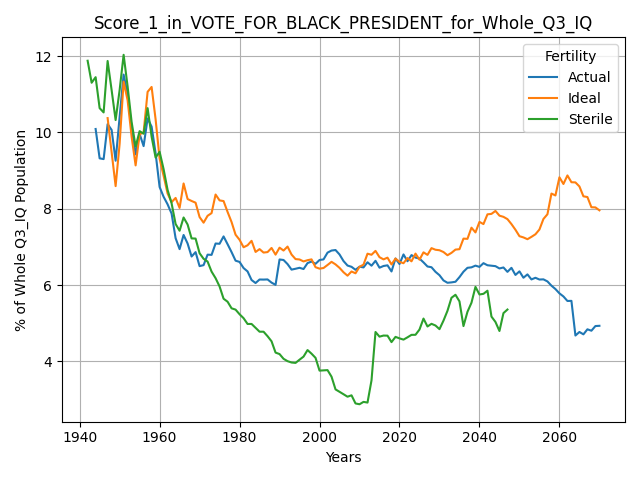 Score_1_in_VOTE_FOR_BLACK_PRESIDENT_for_Whole_Q3_IQ
% of Whole Q3_IQ Population
12
10
8
6
4
Fertility
Actual
Ideal
Sterile
1940 1960 1980 2000 2020 2040 2060
Years